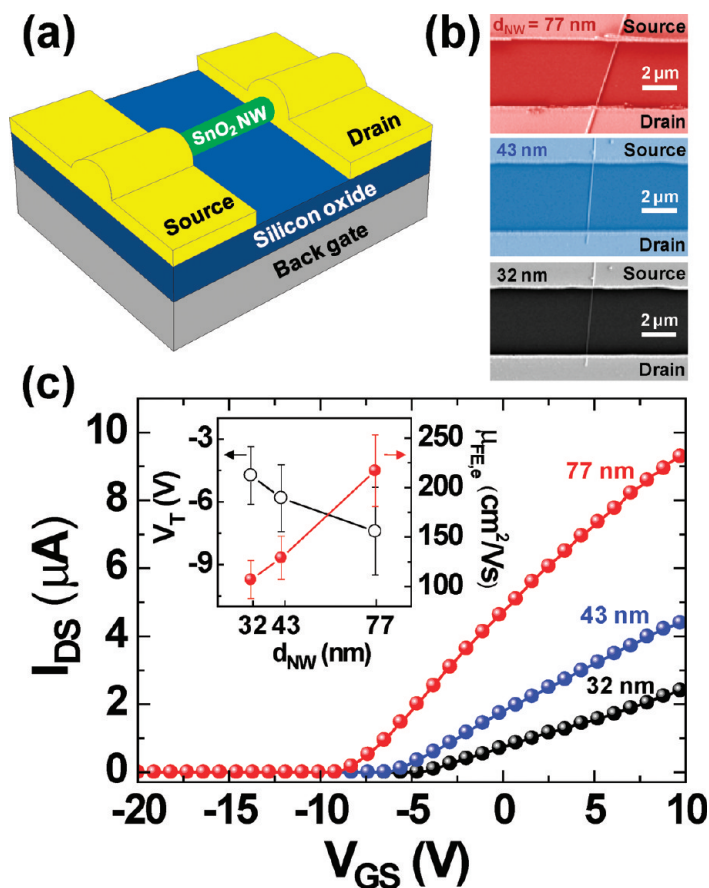 (a)
SnO₂ NW
Drain
Source
Silicon oxide
Back gate
(b)
d_NW = 77 nm
Source
2 μm
Drain
43 nm
Source
2 μm
Drain
32 nm
Source
2 μm
Drain
(c)
I_DS (μA)
10
8
6
4
2
0
-20 -15 -10 -5 0 5 10
V_GS (V)
77 nm
43 nm
32 nm
V_T (V)
-3
-6
-9
250
200
150
100
μ_FE,e (cm²/Vs)
32 43 77
d_NW (nm)